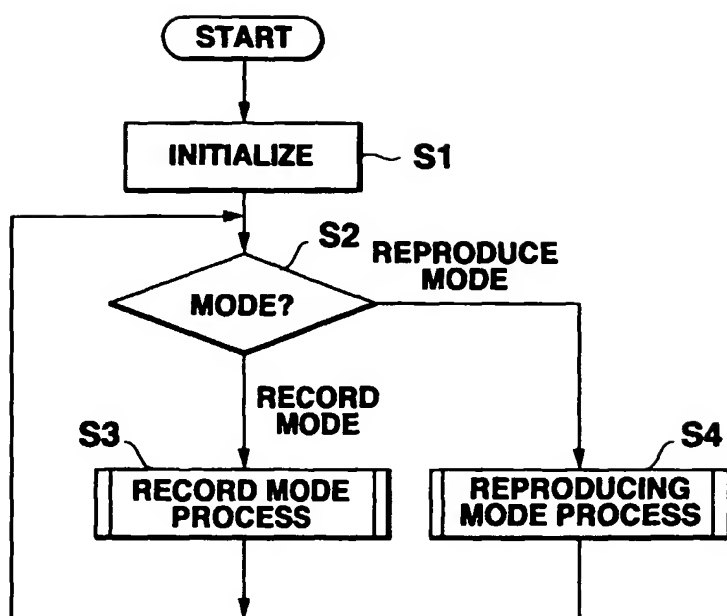 START
INITIALIZE
S1
S2
REPRODUCE
MODE
MODE?
RECORD
MODE
S3
S4
RECORD MODE
PROCESS
REPRODUCING
MODE PROCESS